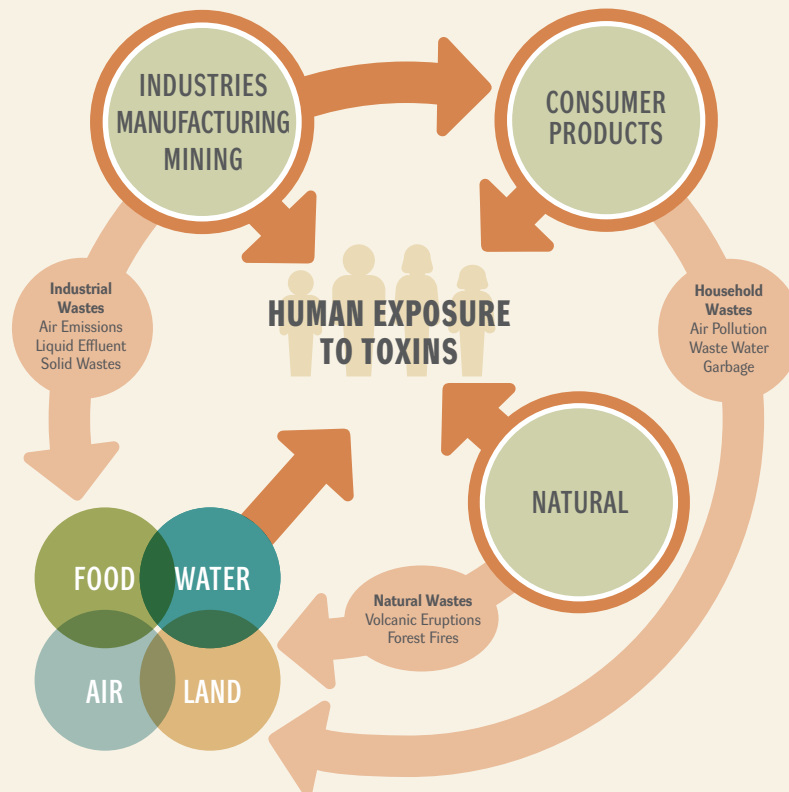 INDUSTRIES
MANUFACTURING
MINING
CONSUMER
PRODUCTS
Industrial
Wastes
Air Emissions
Liquid Effluent
Solid Wastes
HUMAN EXPOSURE
TO TOXINS
Household
Wastes
Air Pollution
Waste Water
Garbage
NATURAL
Natural Wastes
Volcanic Eruptions
Forest Fires
FOOD
WATER
AIR
LAND